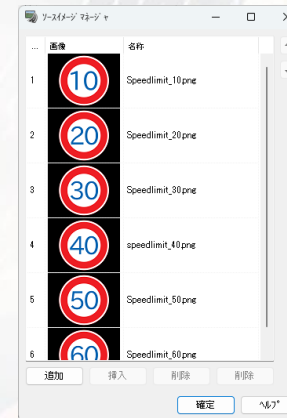 ソースイメージ マネージャ
... 画像 名称
1 10 Speedlimit_10.png
2 20 Speedlimit_20.png
3 30 Speedlimit_30.png
4 40 speedlimit_40.png
5 50 Speedlimit_50.png
6 60 Speedlimit_60.png
追加 挿入 削除 削除
確定 ヘルプ